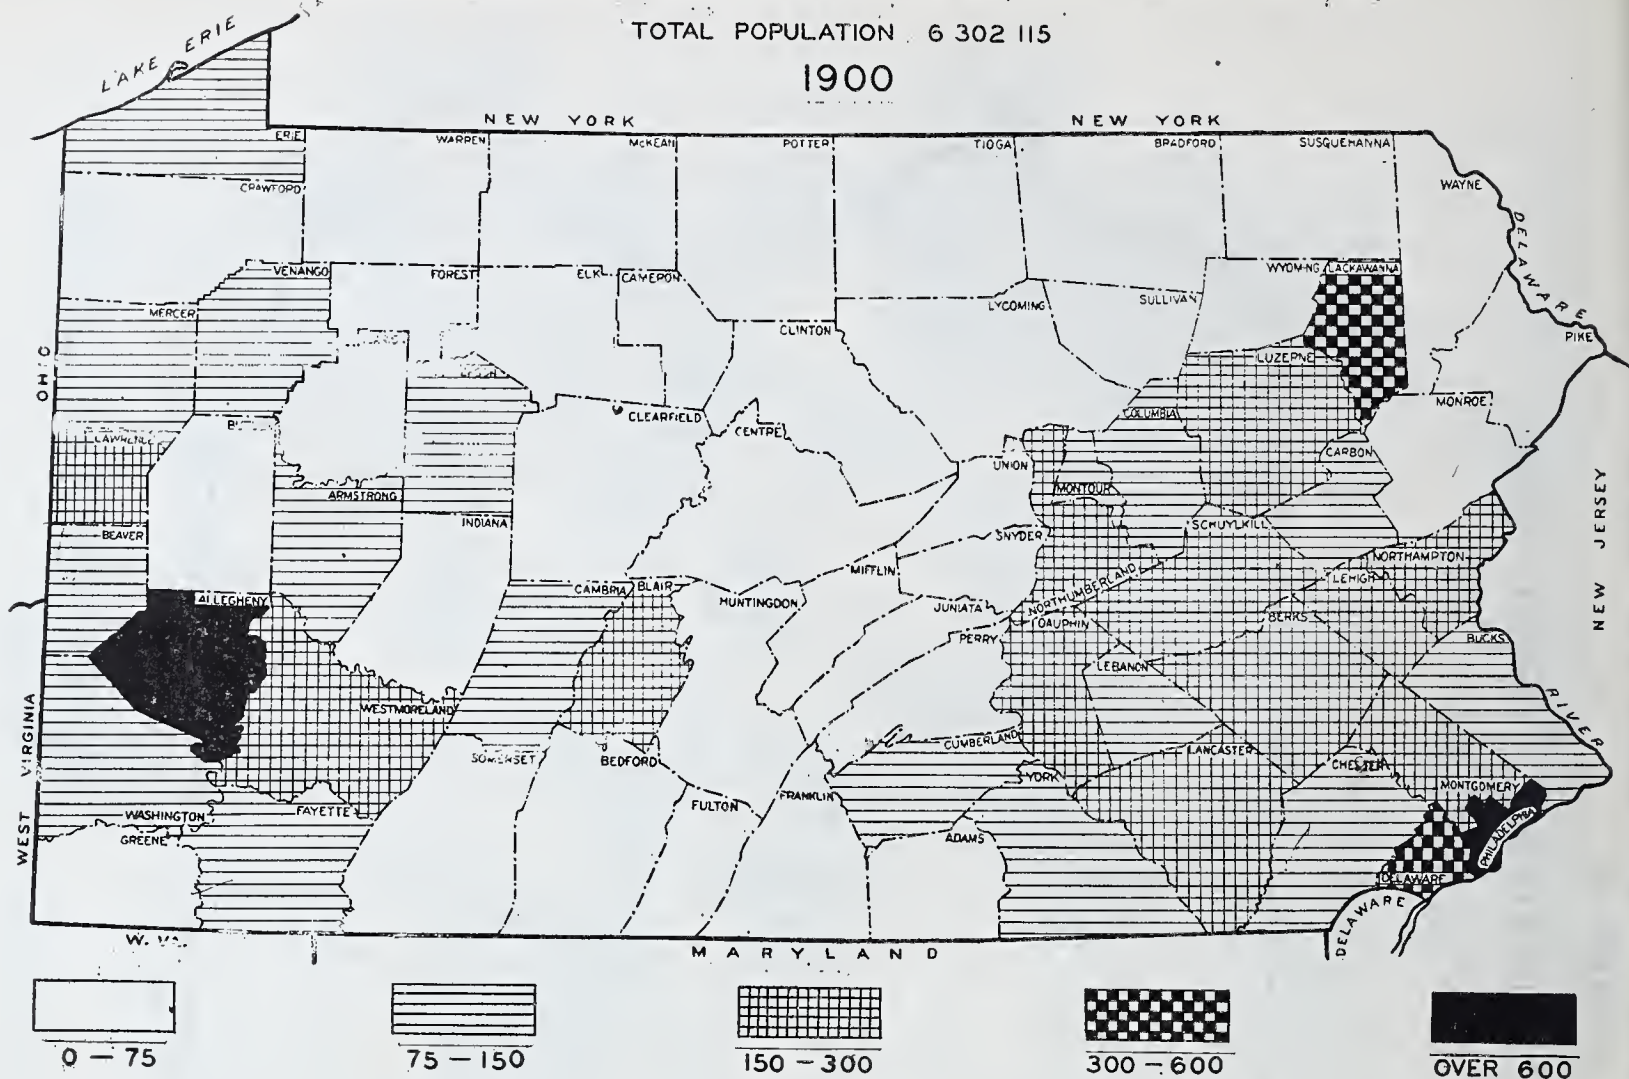 TOTAL POPULATION 6 302 115
1900
LAKE ERIE
NEW YORK
NEW YORK
ERIE
WARREN
McKEAN
POTTER
TIOGA
BRADFORD
SUSQUEHANNA
WAYNE
CRAWFORD
DELAWARE
VENANGO
FOREST
ELK
CAMERON
WYOMING
LACKAWANNA
MERCER
LYCOMING
SULLIVAN
CLINTON
PIKE
LUZERNE
OHIO
CLEARFIELD
CENTRE
COLUMBIA
MONROE
LAWRENCE
UNION
CARBON
ARMSTRONG
MONTOUR
INDIANA
SCHUYLKILL
BEAVER
SNYDER
NORTHAMPTON
NEW JERSEY
MIFFLIN
LEHIGH
ALLEGHENY
CAMBRIA
BLAIR
HUNTINGDON
JUNIATA
NORTHUMBERLAND
DAUPHIN
BERKS
PERRY
BUCKS
LEBANON
WESTMORELAND
RIVER
CUMBERLAND
LANCASTER
SOMERSET
BEDFORD
CHESTER
YORK
MONTGOMERY
FRANKLIN
FULTON
WASHINGTON
FAYETTE
WEST VIRGINIA
GREENE
ADAMS
PHILADELPHIA
DELAWARE
DELAWARE
W. VA.
MARYLAND
0 – 75
75 – 150
150 – 300
300 – 600
OVER 600